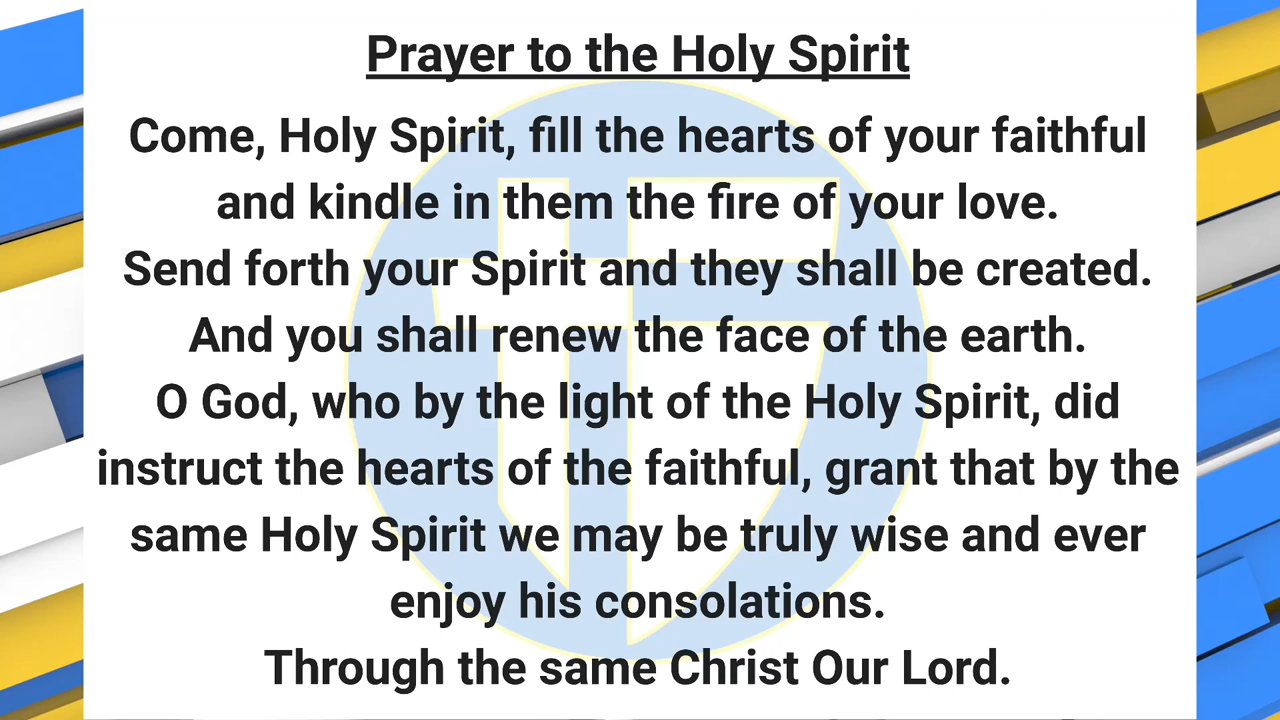 Prayer to the Holy Spirit
Come, Holy Spirit, fill the hearts of your faithful
and kindle in them the fire of your love.
Send forth your Spirit and they shall be created.
And you shall renew the face of the earth.
O God, who by the light of the Holy Spirit, did
instruct the hearts of the faithful, grant that by the
same Holy Spirit we may be truly wise and ever
enjoy his consolations.
Through the same Christ Our Lord.